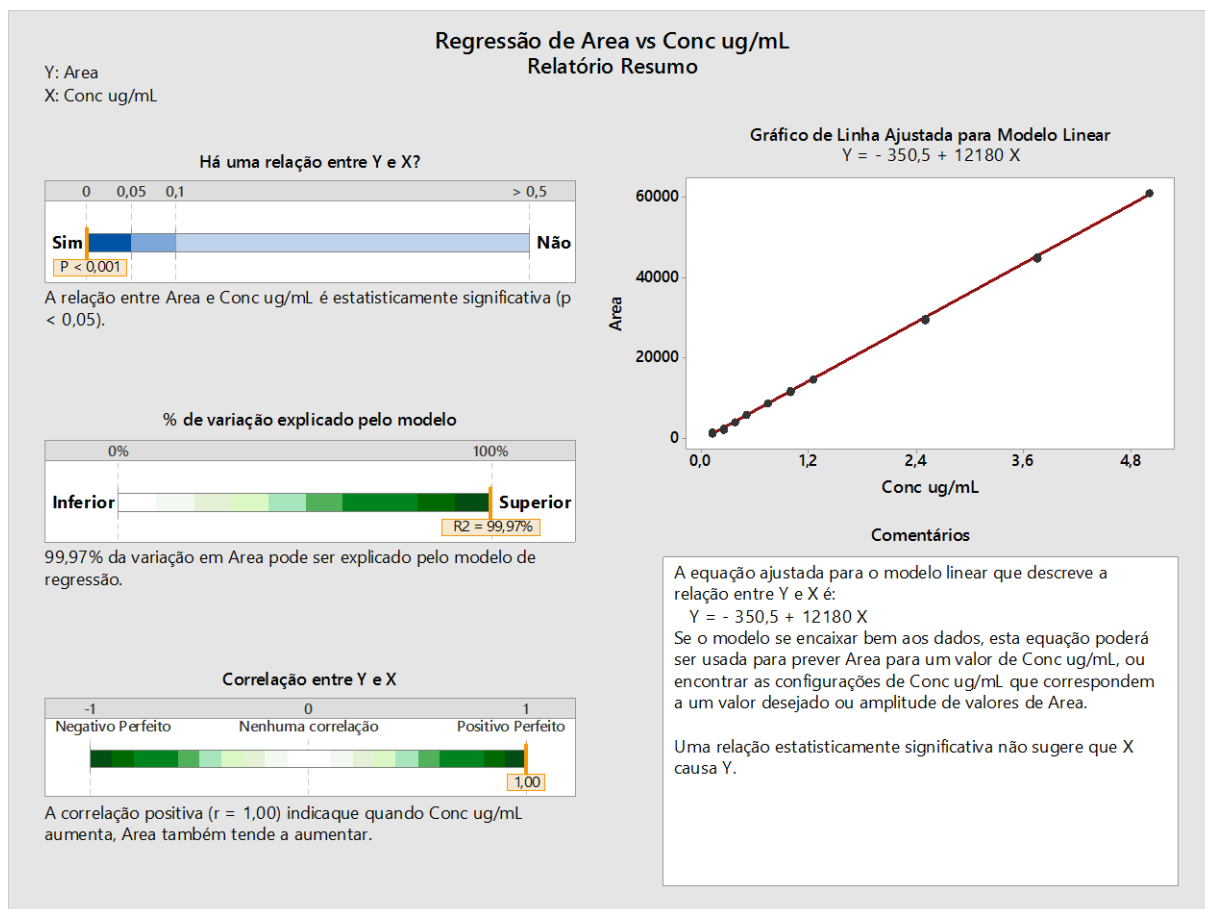 Regressão de Area vs Conc ug/mL
Relatório Resumo
Y: Area
X: Conc ug/mL
Há uma relação entre Y e X?
0 0,05 0,1 > 0,5
Sim Não
P < 0,001
A relação entre Area e Conc ug/mL é estatisticamente significativa (p
< 0,05).
% de variação explicado pelo modelo
0% 100%
Inferior Superior
R2 = 99,97%
99,97% da variação em Area pode ser explicado pelo modelo de
regressão.
Correlação entre Y e X
-1 0 1
Negativo Perfeito Nenhuma correlação Positivo Perfeito
1,00
A correlação positiva (r = 1,00) indicaque quando Conc ug/mL
aumenta, Area também tende a aumentar.
Gráfico de Linha Ajustada para Modelo Linear
Y = - 350,5 + 12180 X
60000
40000
20000
0
Area
0,0 1,2 2,4 3,6 4,8
Conc ug/mL
Comentários
A equação ajustada para o modelo linear que descreve a
relação entre Y e X é:
Y = - 350,5 + 12180 X
Se o modelo se encaixar bem aos dados, esta equação poderá
ser usada para prever Area para um valor de Conc ug/mL, ou
encontrar as configurações de Conc ug/mL que correspondem
a um valor desejado ou amplitude de valores de Area.
Uma relação estatisticamente significativa não sugere que X
causa Y.